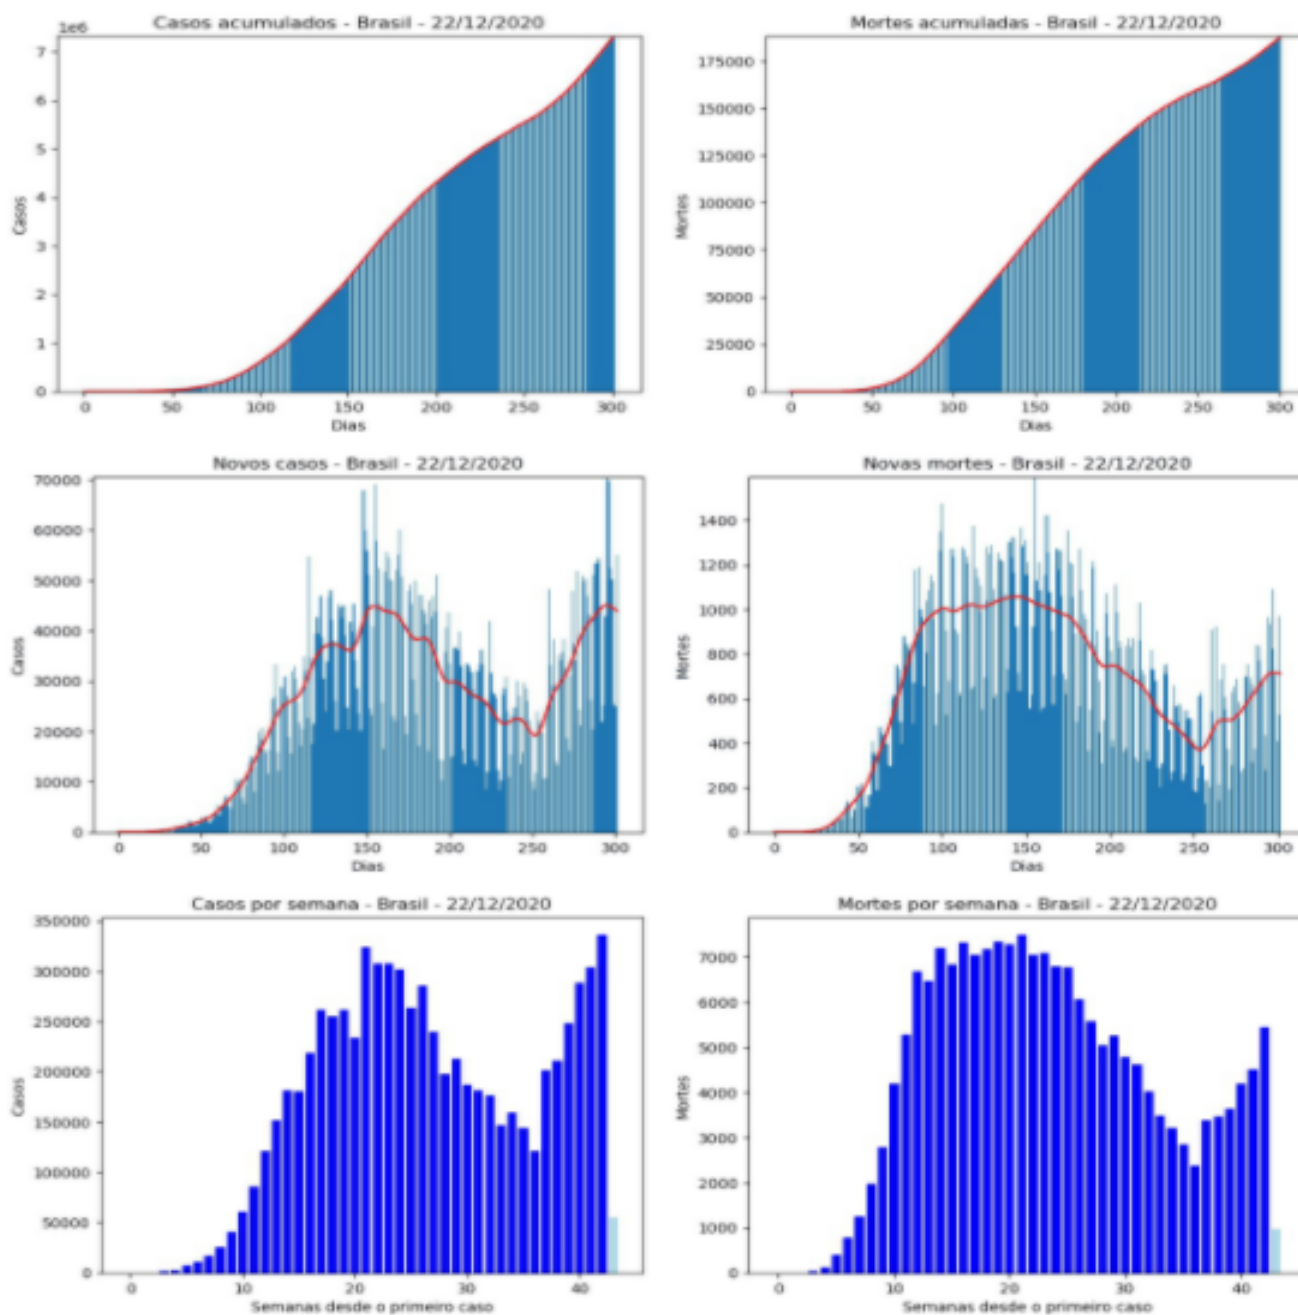 Casos acumulados - Brasil - 22/12/2020
1e6
7
6
5
4
3
2
1
0
Casos
0 50 100 150 200 250 300
Dias
Mortes acumuladas - Brasil - 22/12/2020
175000
150000
125000
100000
75000
50000
25000
0
Mortes
0 50 100 150 200 250 300
Dias
Novos casos - Brasil - 22/12/2020
70000
60000
50000
40000
30000
20000
10000
0
Casos
0 50 100 150 200 250 300
Dias
Novas mortes - Brasil - 22/12/2020
1400
1200
1000
800
600
400
200
0
Mortes
0 50 100 150 200 250 300
Dias
Casos por semana - Brasil - 22/12/2020
350000
300000
250000
200000
150000
100000
50000
0
Casos
0 10 20 30 40
Semanas desde o primeiro caso
Mortes por semana - Brasil - 22/12/2020
7000
6000
5000
4000
3000
2000
1000
0
Mortes
0 10 20 30 40
Semanas desde o primeiro caso